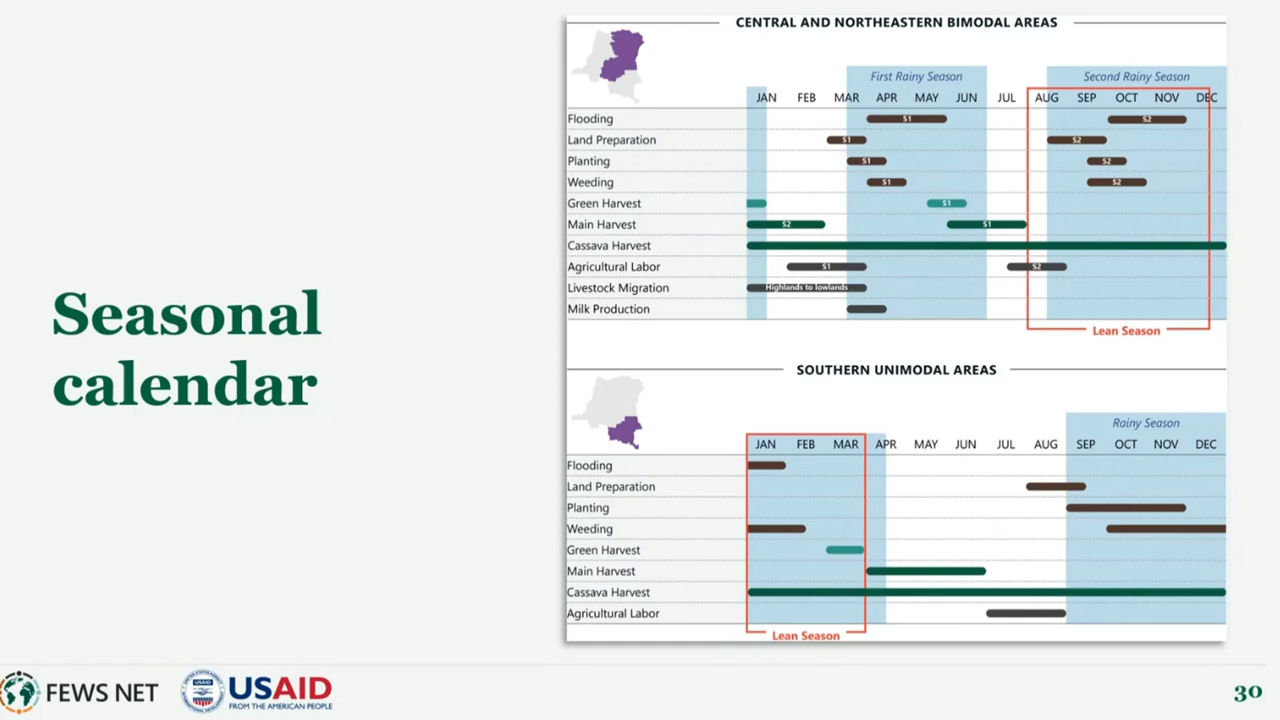 Seasonal
calendar
CENTRAL AND NORTHEASTERN BIMODAL AREAS
First Rainy Season Second Rainy Season
JAN FEB MAR APR MAY JUN JUL AUG SEP OCT NOV DEC
Flooding S1 S2
Land Preparation S1 S2
Planting S1 S2
Weeding S1 S2
Green Harvest S1
Main Harvest S2 S1
Cassava Harvest
Agricultural Labor S1 S2
Livestock Migration Highlands to lowlands
Milk Production
Lean Season
SOUTHERN UNIMODAL AREAS
Rainy Season
JAN FEB MAR APR MAY JUN JUL AUG SEP OCT NOV DEC
Flooding
Land Preparation
Planting
Weeding
Green Harvest
Main Harvest
Cassava Harvest
Agricultural Labor
Lean Season
FEWS NET
USAID
USAID
FROM THE AMERICAN PEOPLE
30